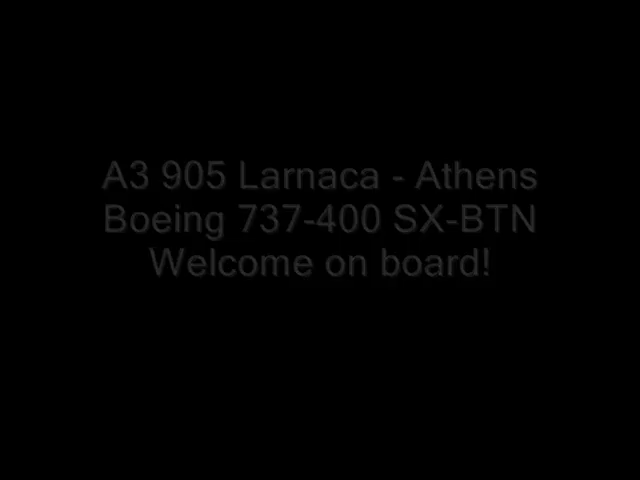 A3 905 Larnaca - Athens
Boeing 737-400 SX-BTN
Welcome on board!